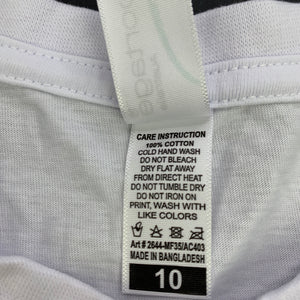 CARE INSTRUCTION
100% COTTON
COLD HAND WASH
DO NOT BLEACH
DRY FLAT AWAY
FROM DIRECT HEAT
DO NOT TUMBLE DRY
DO NOT IRON ON
PRINT, WASH WITH
LIKE COLORS
Art # 2644-MF35/AC403
MADE IN BANGLADESH
10